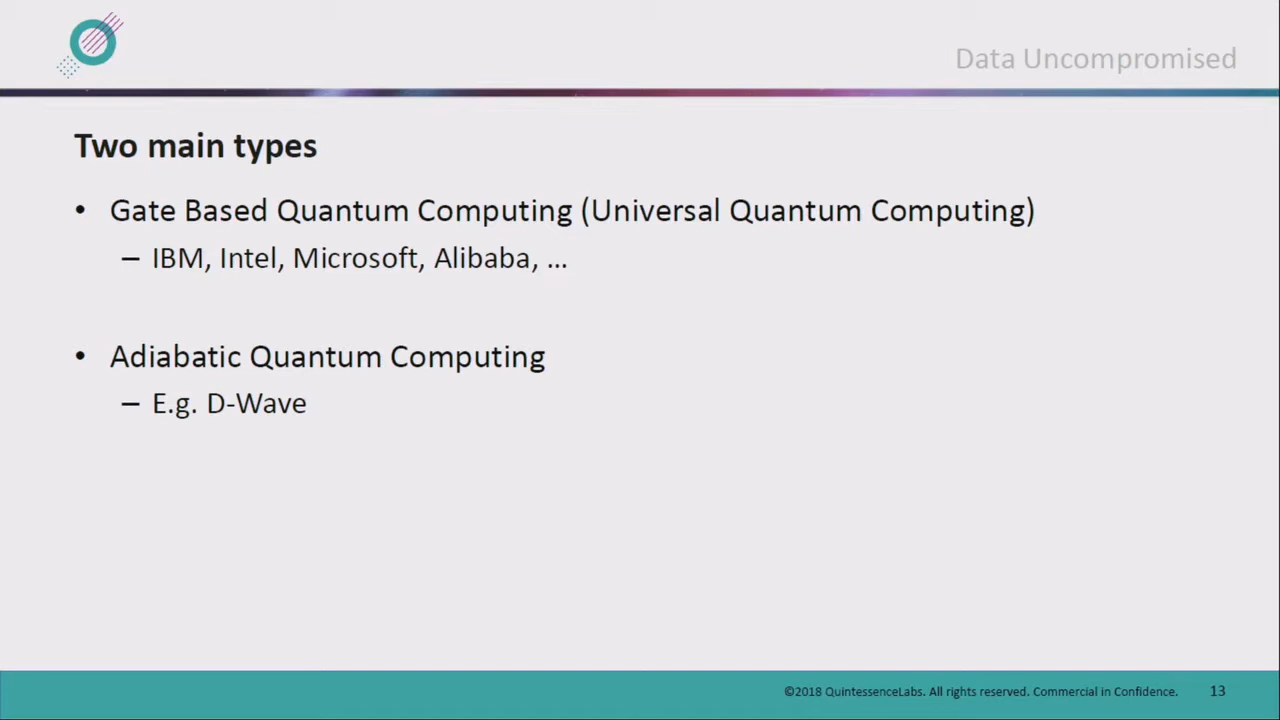 Data Uncompromised
Two main types
• Gate Based Quantum Computing (Universal Quantum Computing)
– IBM, Intel, Microsoft, Alibaba, ...
• Adiabatic Quantum Computing
– E.g. D-Wave
©2018 QuintessenceLabs. All rights reserved. Commercial in Confidence. 13